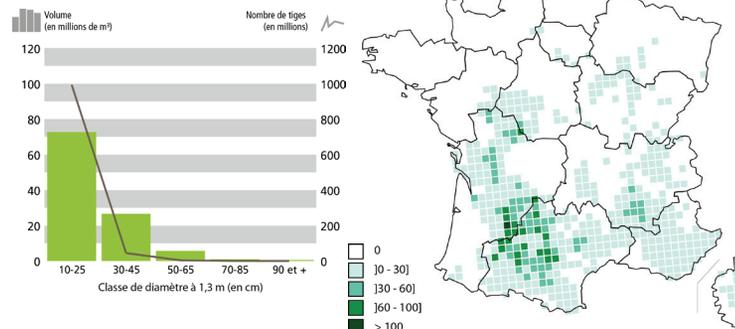 Volume
(en millions de m³)
Nombre de tiges
(en millions)
120
100
80
60
40
20
0
1200
1000
800
600
400
200
0
10-25 30-45 50-65 70-85 90 et +
Classe de diamètre à 1,3 m (en cm)
0
]0 - 30]
]30 - 60]
]60 - 100]
> 100